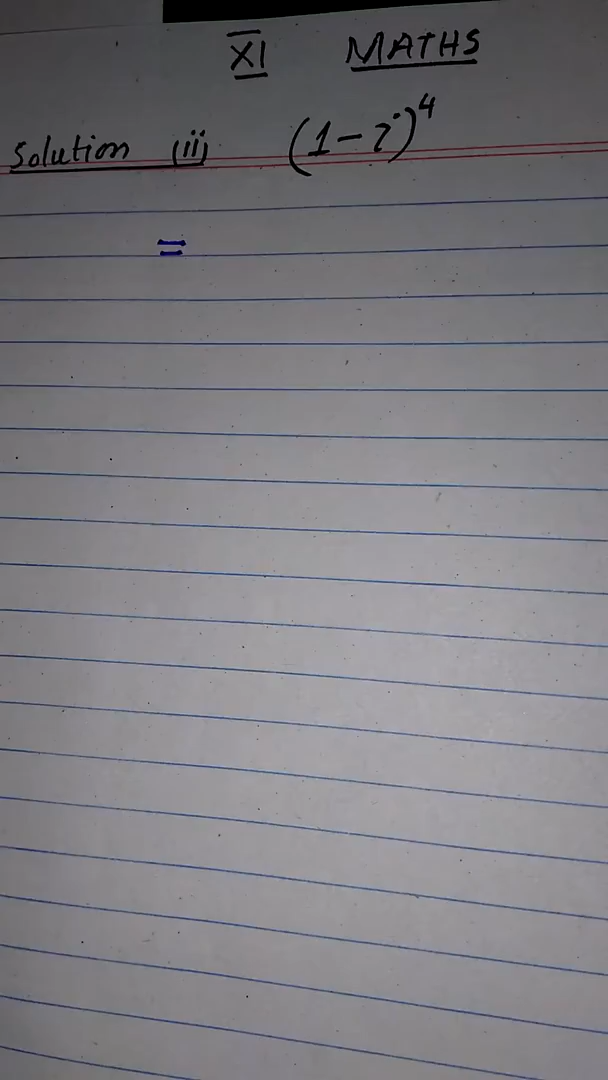 XI MATHS
Solution (ii) (1-i)⁴
=